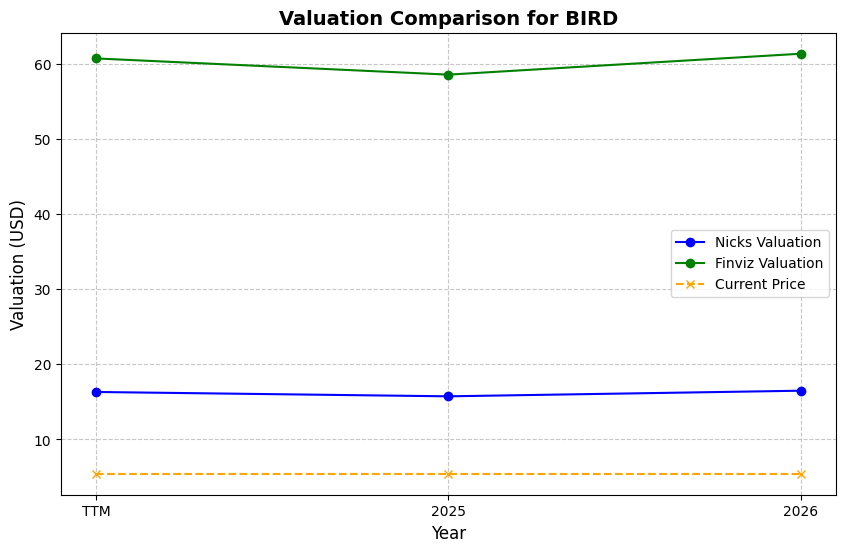 Valuation Comparison for BIRD
Valuation (USD)
60
50
40
30
20
10
Nicks Valuation
Finviz Valuation
Current Price
TTM
2025
2026
Year